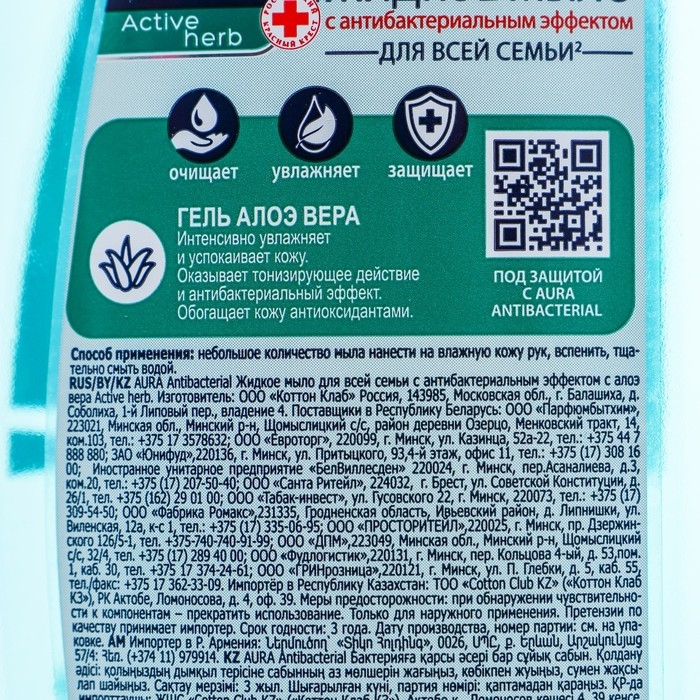 Active
herb
КРАСНЫЙ КРЕСТ
с антибактериальным эффектом
ДЛЯ ВСЕЙ СЕМЬИ²
очищает увлажняет защищает
ГЕЛЬ АЛОЭ ВЕРА
Интенсивно увлажняет
и успокаивает кожу.
Оказывает тонизирующее действие
и антибактериальный эффект.
Обогащает кожу антиоксидантами.
ПОД ЗАЩИТОЙ
С AURA
ANTIBACTERIAL
Способ применения: небольшое количество мыла нанести на влажную кожу рук, вспенить, тща-
тельно смыть водой.
RUS/BY/KZ AURA Antibacterial Жидкое мыло для всей семьи с антибактериальным эффектом с алоэ
вера Active herb. Изготовитель: ООО «Коттон Клаб» Россия, 143985, Московская обл., г. Балашиха, д.
Соболиха, 1-й Липовый пер., владение 4. Поставщики в Республику Беларусь: ООО «Парфюмбытхим»,
223021, Минская обл., Минский р-н, Щомыслицкий с/с, район деревни Озерцо, Менковский тракт, 14,
ком.103, тел.: +375 17 3578632; ООО «Евроторг», 220099, г. Минск, ул. Казинца, 52а-22, тел.: +375 44 7
888 880; ЗАО «Юнифуд»,220136, г. Минск, ул. Притыцкого, 93,4-й этаж, офис 11, тел.: +375 (17) 308 16
00; Иностранное унитарное предприятие «БелВиллесден» 220024, г. Минск, пер.Асаналиева, д.3,
ком.20, тел.: +375 (17) 207-50-40; ООО «Санта Ритейл», 224032, г. Брест, ул. Советской Конституции, д.
26/1, тел. +375 (162) 29 01 00; ООО «Табак-инвест», ул. Гусовского 22, г. Минск, 220073, тел.: +375 (17)
309-54-50; ООО «Фабрика Ромакс»,231335, Гродненская область, Ивьевский район, д. Липнишки, ул.
Виленская, 12а, к-с 1, тел.: +375 (17) 335-06-95; ООО «ПРОСТОРИТЕЙЛ»,220025, г. Минск, пр. Дзержин-
ского 126/5-1, тел. +375-740-740-91-99; ООО «ДПМ»,223049, Минская обл., Минский р-н, Щомыслицкий
с/с, 32/4, тел. +375 (17) 289 40 00; ООО «Фудлогистик»,220131, г. Минск, пер. Кольцова 4-ый, д. 53,пом.
1, каб. 30, тел. +375 17 374-24-61; ООО «ГРИНрозница»,220121, г. Минск, ул. П. Глебки, д. 5, каб. 55,
тел./факс: +375 17 362-33-09. Импортёр в Республику Казахстан: ТОО «Cotton Club KZ» («Коттон Клаб
КЗ»), РК Актобе, Ломоносова, д. 4, оф. 39. Меры предосторожности: при обнаружении чувствительно-
сти к компонентам – прекратить использование. Только для наружного применения. Претензии по
качеству принимает импортер. Срок годности: 3 года. Дату производства, номер партии: см. на упа-
ковке. AM Импортер в Р. Армения: Ներմուծող՝ «Տիկո Հոլդինգ», 0026, ԱՊՀ, ք. Երևան, Արշակունյաց
57/4: Հեռ. (+374 11) 979914. KZ AURA Antibacterial Бактерияға қарсы әсері бар сұйық сабын. Қолдану
әдісі: қолыңыздың дымқыл терісіне сабынның аз мөлшерін жағыңыз, көбікпен жуыңыз, сумен жақсы-
лап шайыңыз. Сақтау мерзімі: 3 жыл. Шығарылған күні, партия нөмірі: қаптамадан қараңыз. ҚР-да